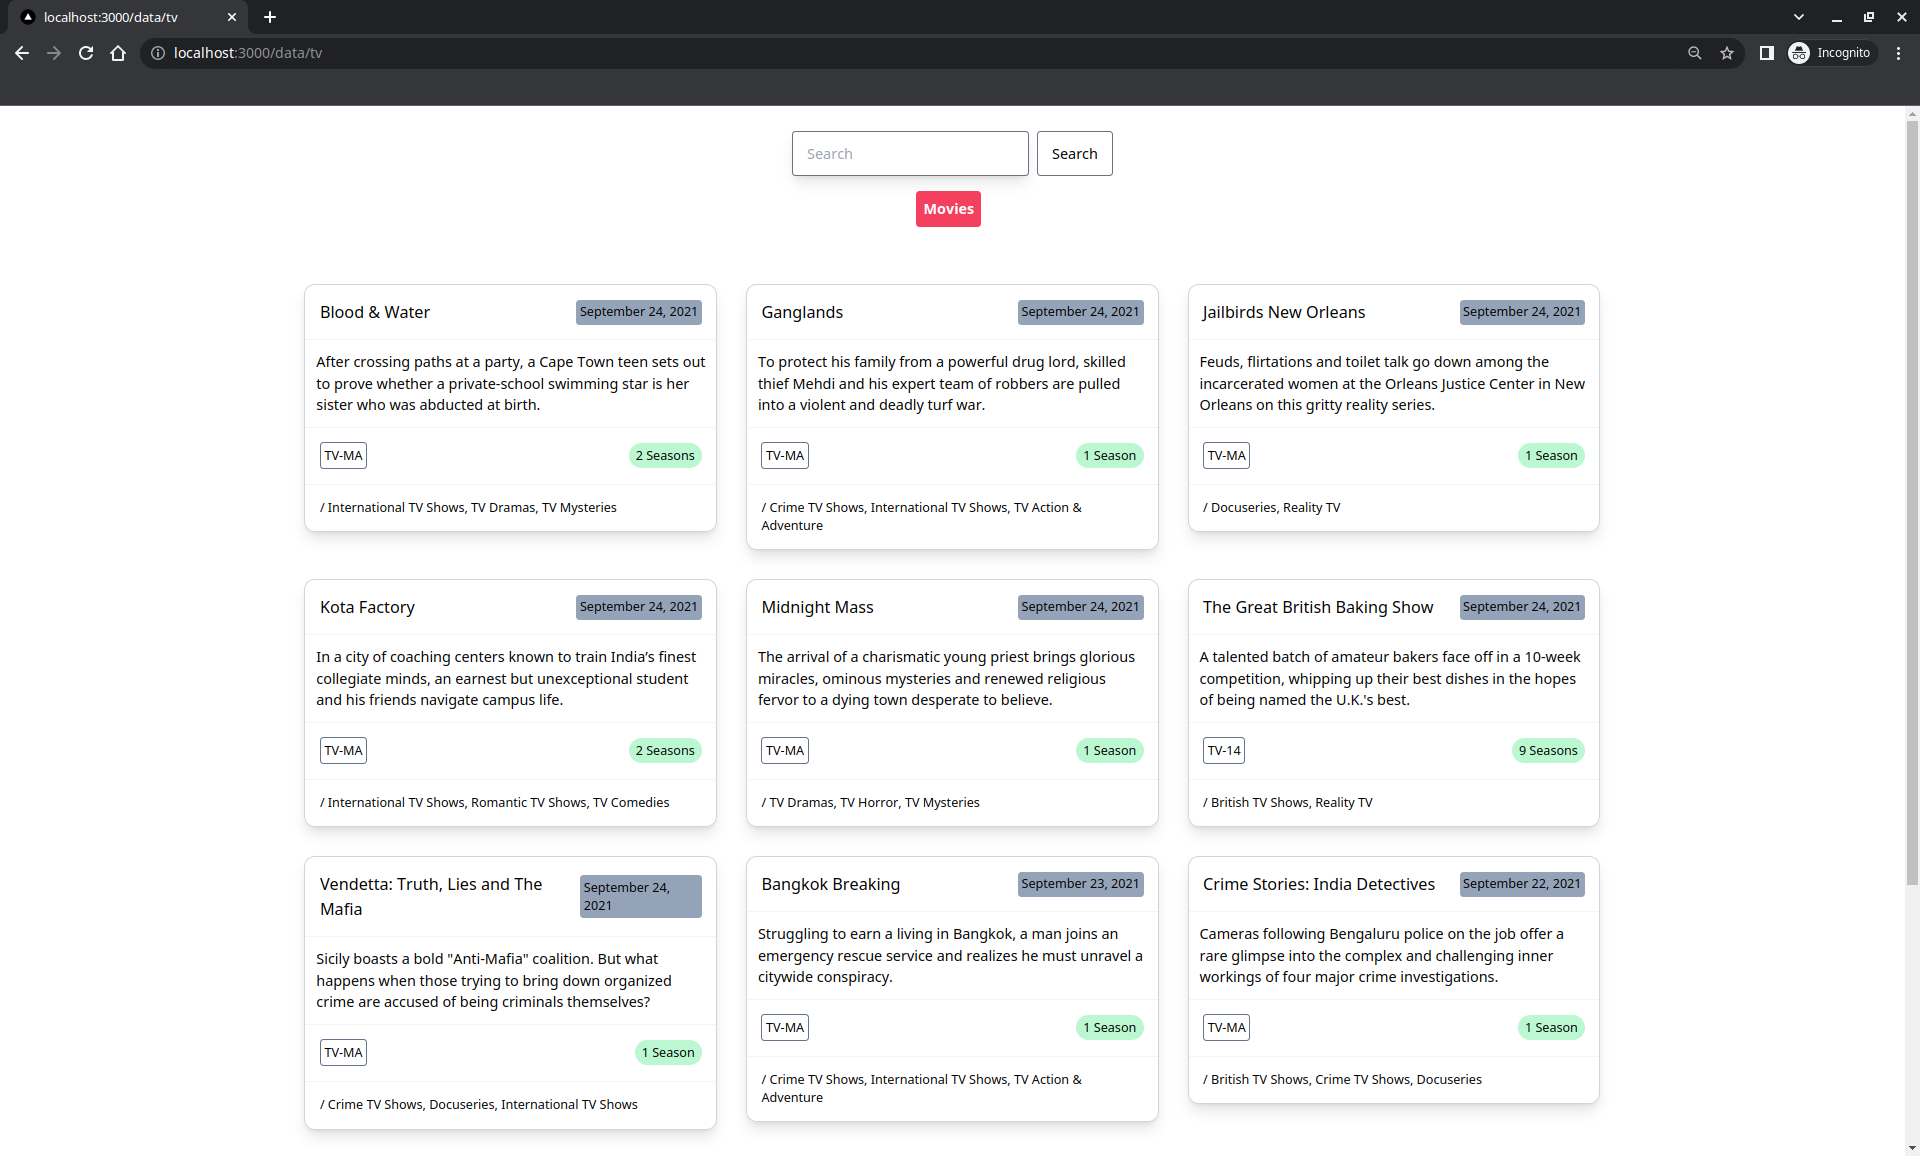 localhost:3000/data/tv
localhost:3000/data/tv
Incognito
Search
Search
Movies
Blood & Water
September 24, 2021
After crossing paths at a party, a Cape Town teen sets out
to prove whether a private-school swimming star is her
sister who was abducted at birth.
TV-MA
2 Seasons
/ International TV Shows, TV Dramas, TV Mysteries
Ganglands
September 24, 2021
To protect his family from a powerful drug lord, skilled
thief Mehdi and his expert team of robbers are pulled
into a violent and deadly turf war.
TV-MA
1 Season
/ Crime TV Shows, International TV Shows, TV Action &
Adventure
Jailbirds New Orleans
September 24, 2021
Feuds, flirtations and toilet talk go down among the
incarcerated women at the Orleans Justice Center in New
Orleans on this gritty reality series.
TV-MA
1 Season
/ Docuseries, Reality TV
Kota Factory
September 24, 2021
In a city of coaching centers known to train India’s finest
collegiate minds, an earnest but unexceptional student
and his friends navigate campus life.
TV-MA
2 Seasons
/ International TV Shows, Romantic TV Shows, TV Comedies
Midnight Mass
September 24, 2021
The arrival of a charismatic young priest brings glorious
miracles, ominous mysteries and renewed religious
fervor to a dying town desperate to believe.
TV-MA
1 Season
/ TV Dramas, TV Horror, TV Mysteries
The Great British Baking Show
September 24, 2021
A talented batch of amateur bakers face off in a 10-week
competition, whipping up their best dishes in the hopes
of being named the U.K.'s best.
TV-14
9 Seasons
/ British TV Shows, Reality TV
Vendetta: Truth, Lies and The
Mafia
September 24,
2021
Sicily boasts a bold "Anti-Mafia" coalition. But what
happens when those trying to bring down organized
crime are accused of being criminals themselves?
TV-MA
1 Season
/ Crime TV Shows, Docuseries, International TV Shows
Bangkok Breaking
September 23, 2021
Struggling to earn a living in Bangkok, a man joins an
emergency rescue service and realizes he must unravel a
citywide conspiracy.
TV-MA
1 Season
/ Crime TV Shows, International TV Shows, TV Action &
Adventure
Crime Stories: India Detectives
September 22, 2021
Cameras following Bengaluru police on the job offer a
rare glimpse into the complex and challenging inner
workings of four major crime investigations.
TV-MA
1 Season
/ British TV Shows, Crime TV Shows, Docuseries